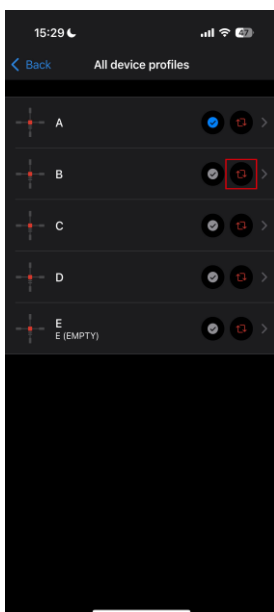 15:29
47
Back
All device profiles
A
B
C
D
E
E (EMPTY)